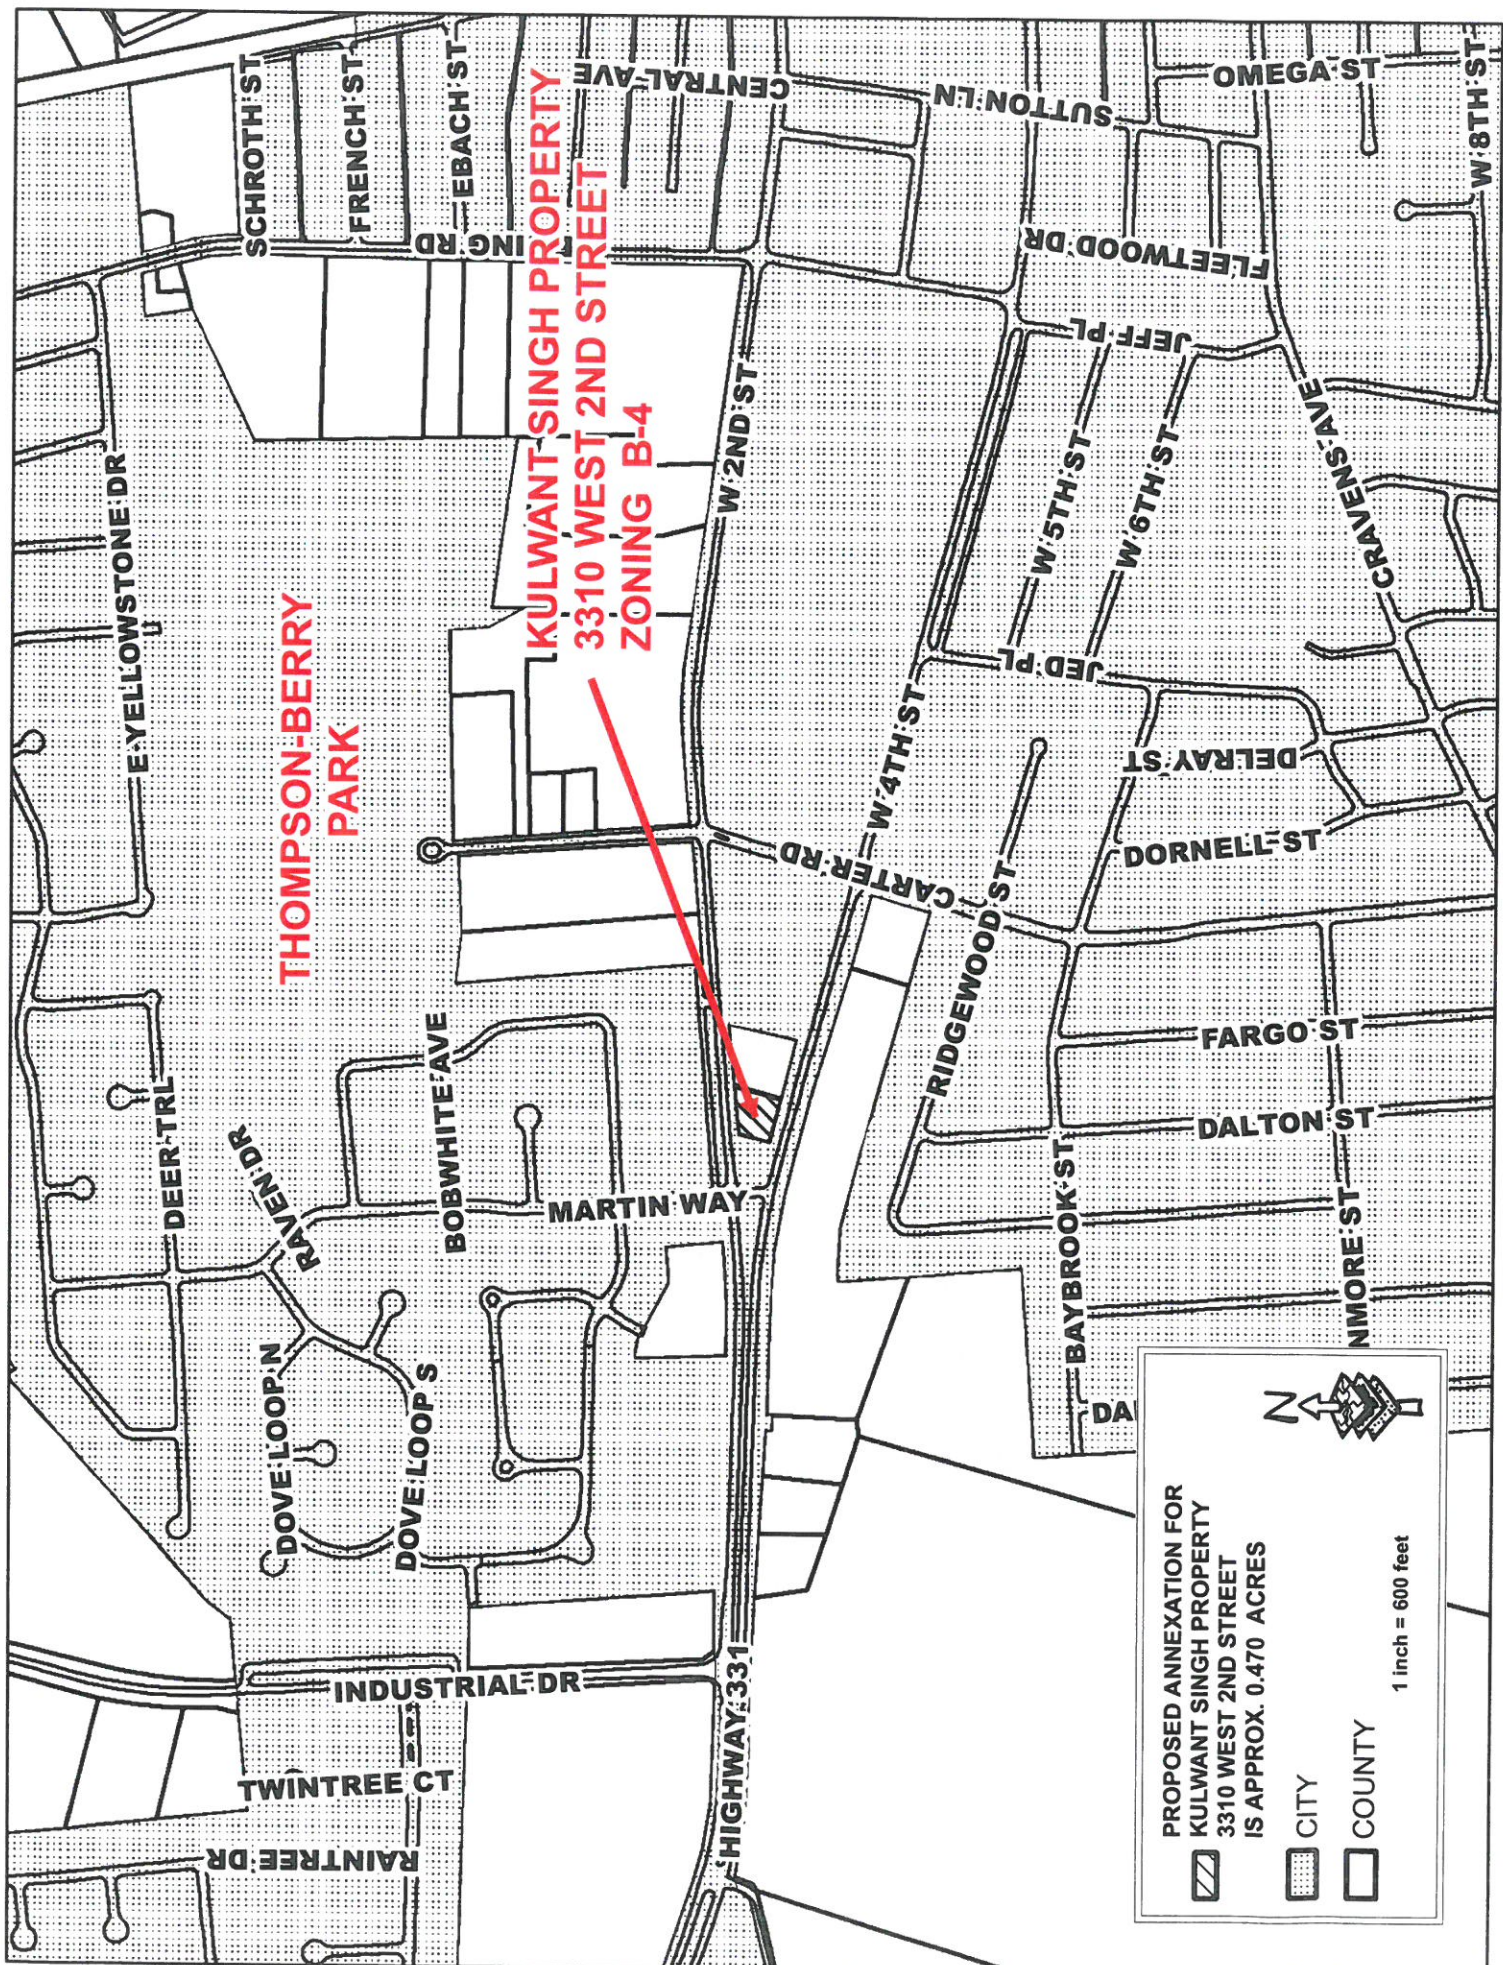 SCHROTH ST
FRENCH ST
EBACH ST
CENTRAL AVE
SUTTON LN
OMEGA ST
W 8TH ST
ING RD
FLEETWOOD DR
KULWANT SINGH PROPERTY
3310 WEST 2ND STREET
ZONING B-4
E YELLOWSTONE DR
W 2ND ST
JEFF PL
W 5TH ST
W 6TH ST
CRAVENS AVE
THOMPSON-BERRY
PARK
JED PL
W 4TH ST
DELRAY ST
DORNELL ST
CARTER RD
RIDGEWOOD ST
DEER TRL
RAVEN DR
BOBWHITE AVE
MARTIN WAY
FARGO ST
DALTON ST
BAYBROOK ST
NMORE ST
DOVE LOOP N
DOVE LOOP S
DA
INDUSTRIAL DR
HIGHWAY 331
TWINTREE CT
RAINTREE DR
PROPOSED ANNEXATION FOR
KULWANT SINGH PROPERTY
3310 WEST 2ND STREET
IS APPROX. 0.470 ACRES
CITY
COUNTY
1 inch = 600 feet
N